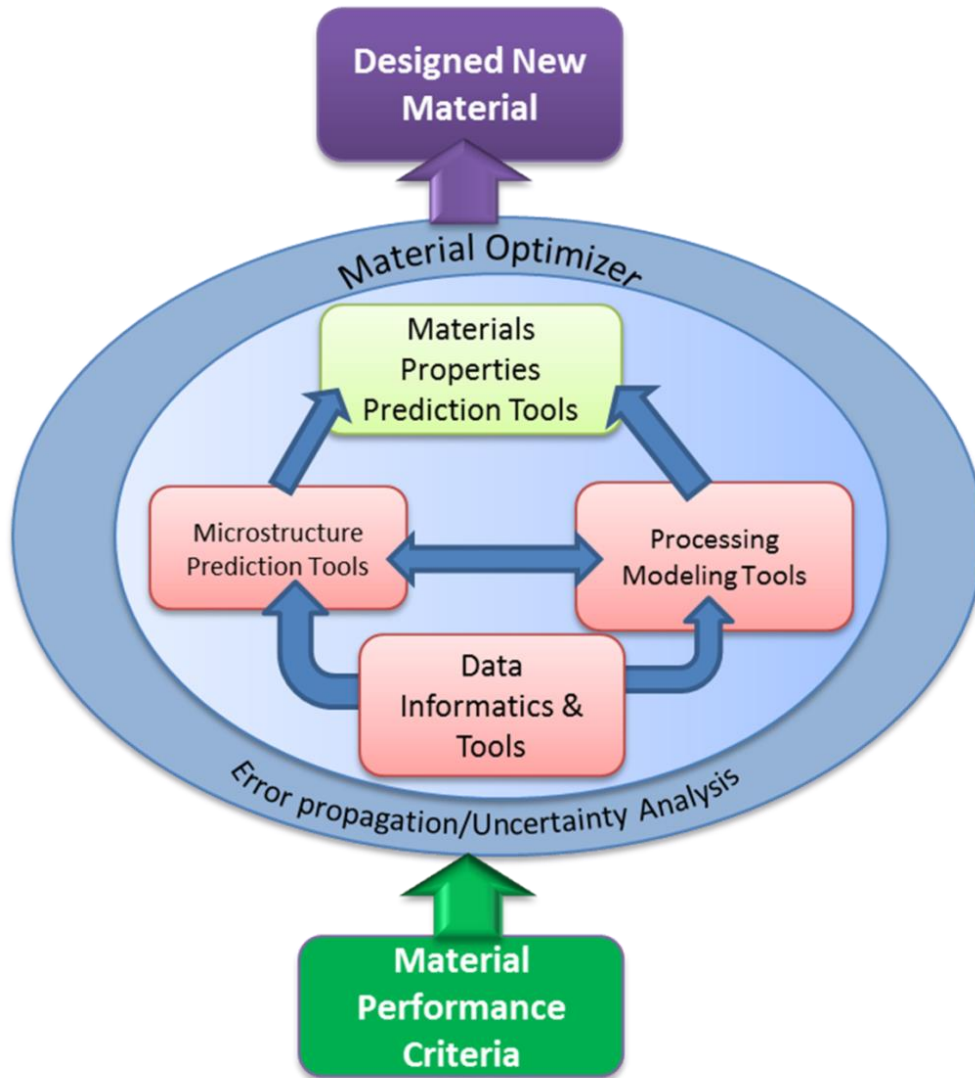 Designed New
Material
Material Optimizer
Materials
Properties
Prediction Tools
Microstructure
Prediction Tools
Processing
Modeling Tools
Data
Informatics &
Tools
Error propagation/Uncertainty Analysis
Material
Performance
Criteria